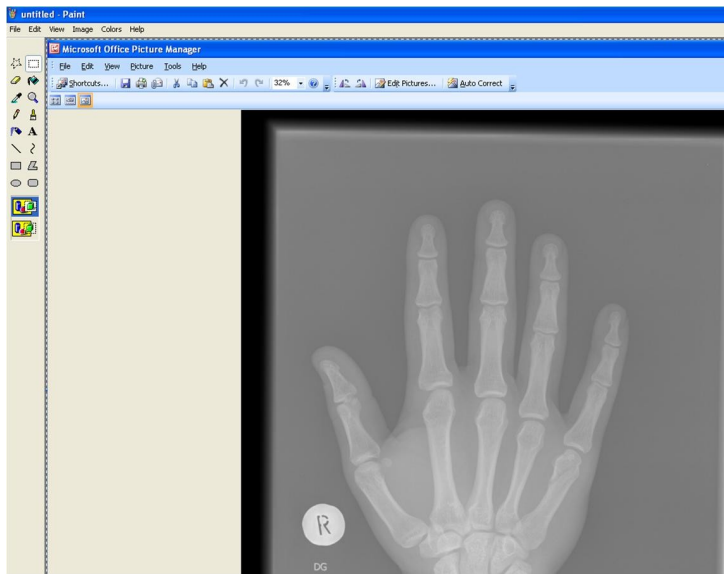 untitled - Paint
File Edit View Image Colors Help
Microsoft Office Picture Manager
File Edit View Picture Tools Help
Shortcuts... 32% Edit Pictures... Auto Correct
A
R
DG